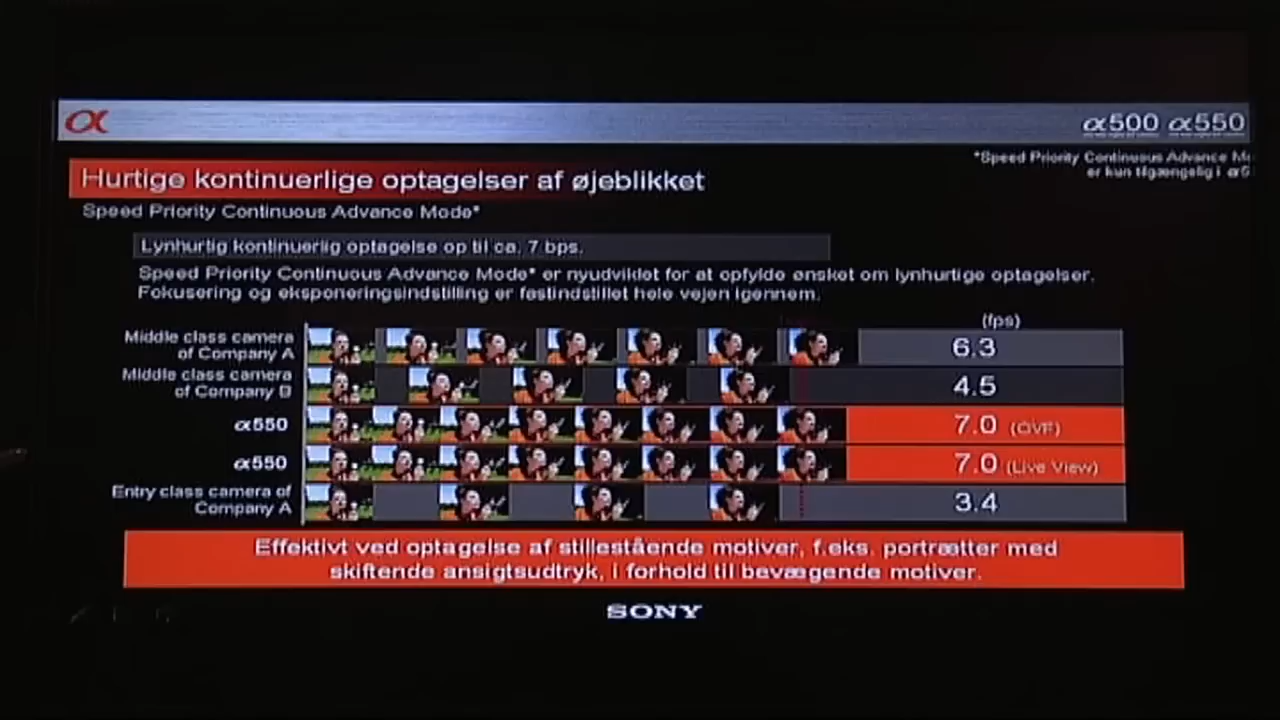 α
α500 α550
*Speed Priority Continuous Advance
er kun tilgængelig i
Hurtige kontinuerlige optagelser af øjeblikket
Speed Priority Continuous Advance Mode*
Lynhurtig kontinuerlig optagelse op til ca. 7 bps.
Speed Priority Continuous Advance Mode* er nyudviklet for at opfylde ønsket om lynhurtige optagelser.
Fokusering og eksponeringsindstilling er fastindstillet hele vejen igennem.
(fps)
Middle class camera
of Company A
6.3
Middle class camera
of Company B
4.5
α550
7.0 (OVF)
α550
7.0 (Live View)
Entry class camera of
Company A
3.4
Effektivt ved optagelse af stillestående motiver, f.eks. portrætter med
skiftende ansigtsudtryk, i forhold til bevægende motiver.
SONY